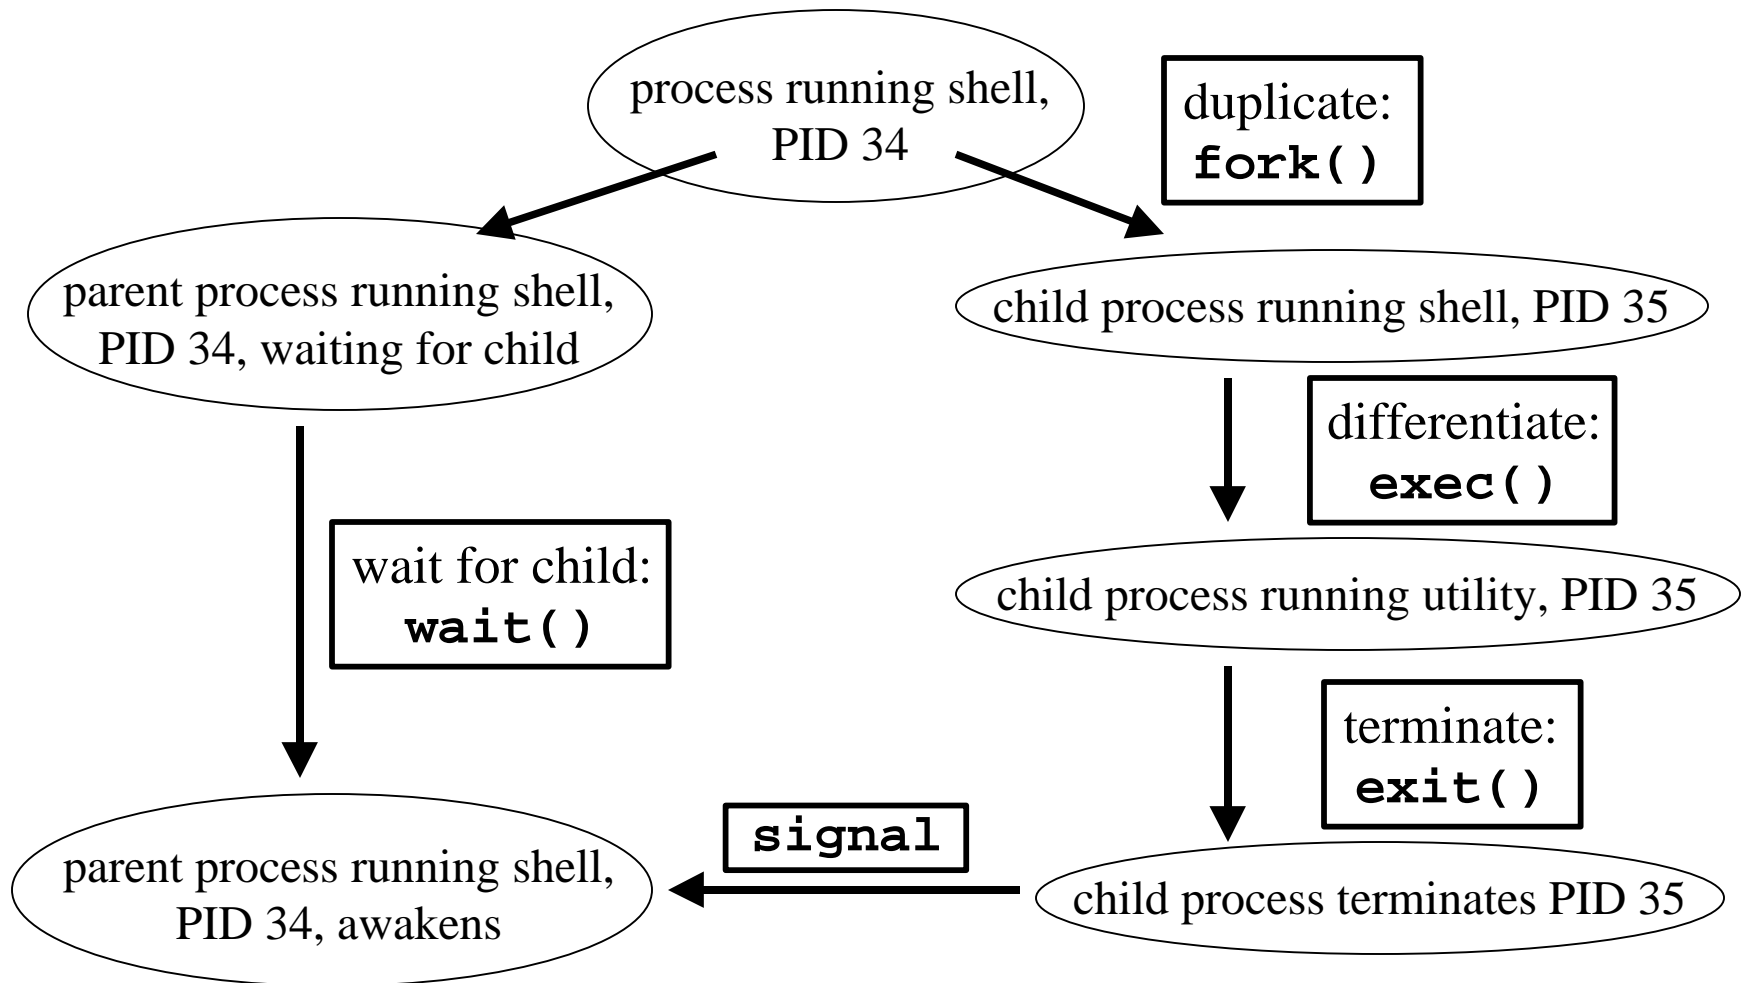 process running shell,
PID 34
duplicate:
fork()
parent process running shell,
PID 34, waiting for child
child process running shell, PID 35
differentiate:
exec()
wait for child:
wait()
child process running utility, PID 35
terminate:
exit()
signal
parent process running shell,
PID 34, awakens
child process terminates PID 35